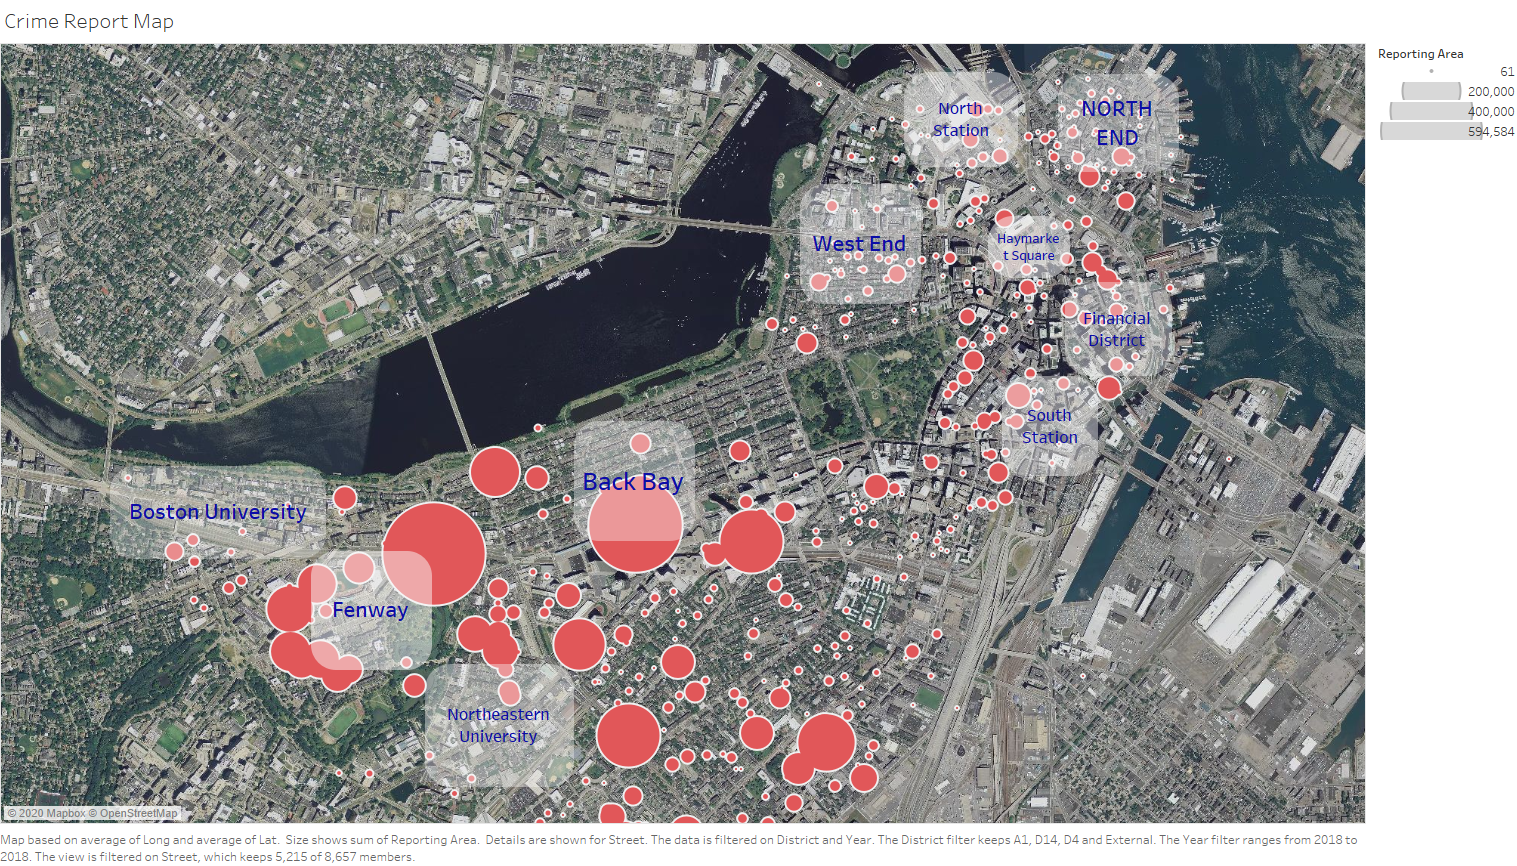 Crime Report Map
Reporting Area
61
200,000
400,000
594,584
North
Station
NORTH
END
West End
Haymarke
t Square
Financial
District
South
Station
Back Bay
Boston University
Fenway
Northeastern
University
© 2020 Mapbox © OpenStreetMap
Map based on average of Long and average of Lat.  Size shows sum of Reporting Area.  Details are shown for Street. The data is filtered on District and Year. The District filter keeps A1, D14, D4 and External. The Year filter ranges from 2018 to
2018. The view is filtered on Street, which keeps 5,215 of 8,657 members.